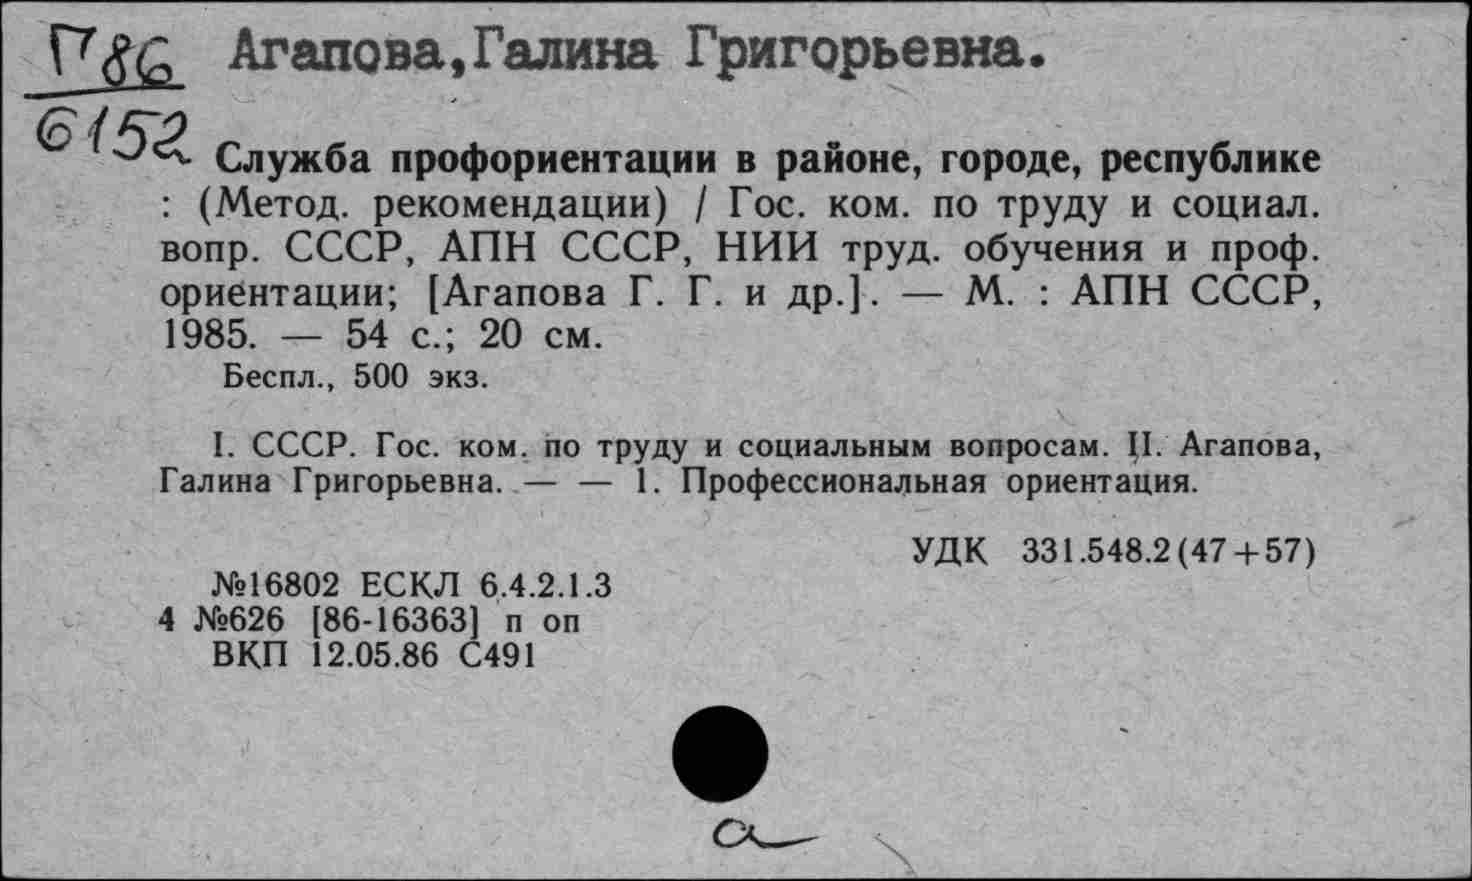 П86 Агапова,Галина Григорьевна.
6152
Служба профориентации в районе, городе, республике
: (Метод. рекомендации) / Гос. ком. по труду и социал.
вопр. СССР, АПН СССР, НИИ труд. обучения и проф.
ориентации; [Агапова Г. Г. и др.]. — М. : АПН СССР,
1985. — 54 с.; 20 см.
Беспл., 500 экз.
I. СССР. Гос. ком. по труду и социальным вопросам. II. Агапова,
Галина Григорьевна. — — 1. Профессиональная ориентация.
УДК 331.548.2(47+57)
№16802 ЕСКЛ 6.4.2.1.3
4 №626 [86-16363] п оп
ВКП 12.05.86 С491
а